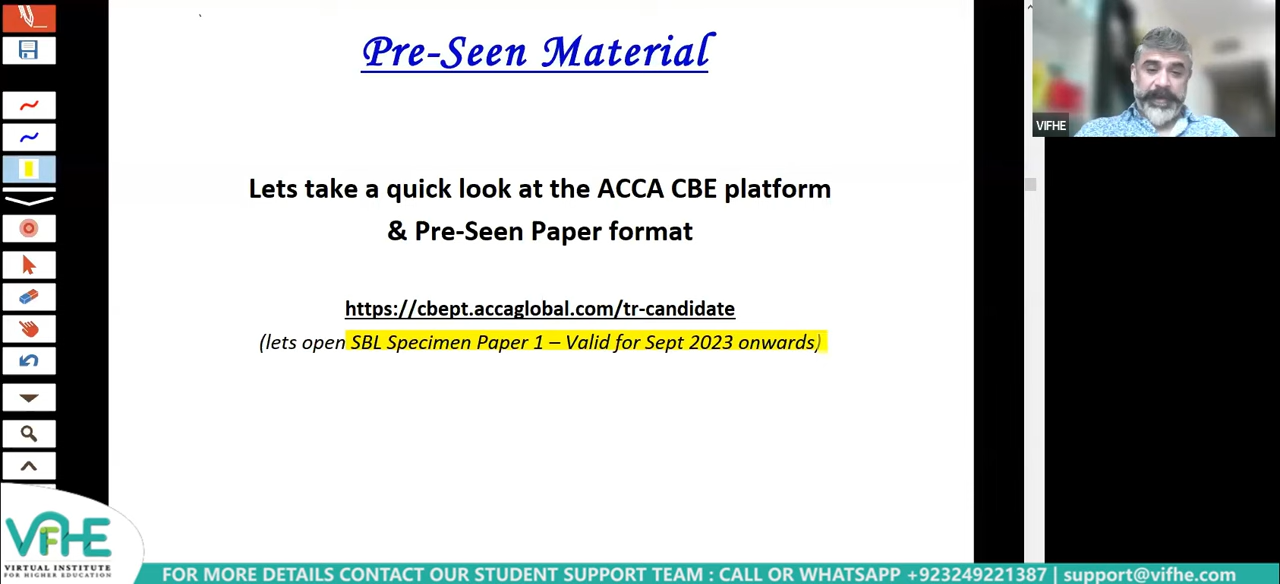 Pre-Seen Material
Lets take a quick look at the ACCA CBE platform
& Pre-Seen Paper format
https://cbept.accaglobal.com/tr-candidate
(lets open SBL Specimen Paper 1 – Valid for Sept 2023 onwards)
VIFHE
VIFHE
VIRTUAL INSTITUTE
FOR HIGHER EDUCATION
FOR MORE DETAILS CONTACT OUR STUDENT SUPPORT TEAM : CALL OR WHATSAPP +923249221387 | support@vifhe.com